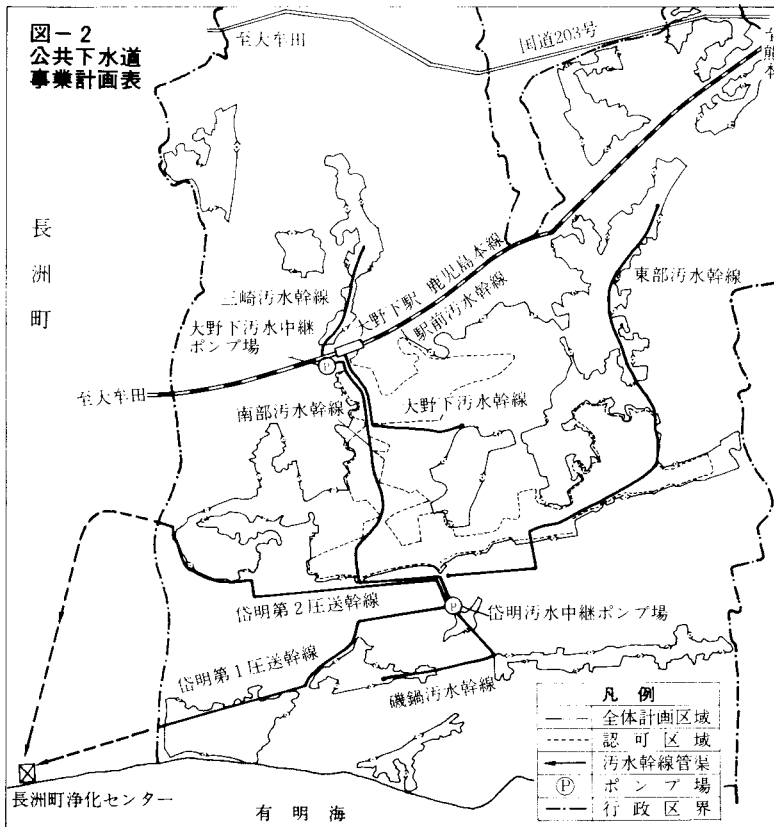 図−2
公共下水道
事業計画表
至大牟田
国道203号
至熊本
長洲町
三崎汚水幹線
大野下駅 鹿児島本線
駅前汚水幹線
東部汚水幹線
大野下汚水中継
ポンプ場
P
至大牟田
南部汚水幹線
大野下汚水幹線
岱明第2圧送幹線
P
岱明汚水中継ポンプ場
岱明第1圧送幹線
磯鍋汚水幹線
長洲町浄化センター
有明海
凡例
全体計画区域
認可区域
汚水幹線管渠
P ポンプ場
行政区界